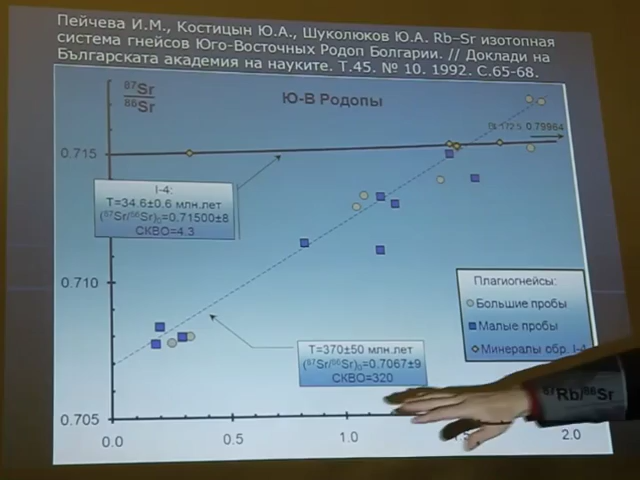 Пейчева И.М., Костицын Ю.А., Шуколюков Ю.А. Rb–Sr изотопная
система гнейсов Юго-Восточных Родоп Болгарии. // Доклади на
Българската академия на науките. Т.45. № 10. 1992. С.65-68.
⁸⁷Sr
⁸⁶Sr
Ю-В Родопы
0.79964
0.715
I-4:
T=34.6±0.6 млн.лет
(⁸⁷Sr/⁸⁶Sr)₀=0.71500±8
СКВО=4.3
0.710
Плагиогнейсы:
Большие пробы
Малые пробы
Минералы обр. I-4
T=370±50 млн.лет
(⁸⁷Sr/⁸⁶Sr)₀=0.7067±9
СКВО=320
0.705
⁸⁷Rb/⁸⁶Sr
0.0
0.5
1.0
2.0